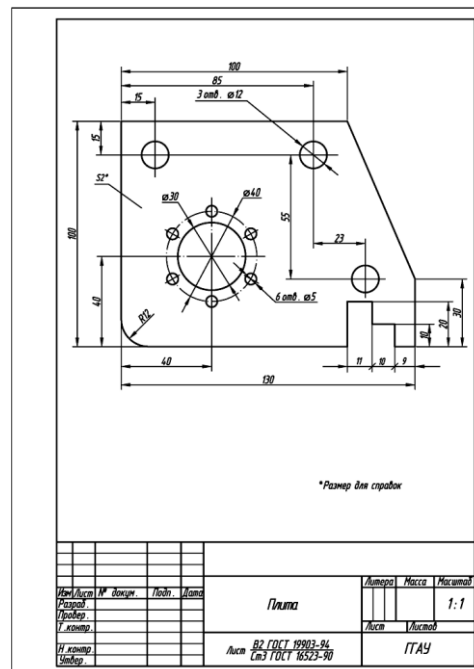 100
85
15
3 отв. ⌀12
15
S2*
⌀30
⌀40
100
55
23
40
6 отв. ⌀5
R12
10
20
30
40
11
10
9
130
*Размер для справок
Изм Лист № докум. Подп. Дата
Разраб.
Провер.
Т.контр.
Н.контр.
Утвер.
Плита
Литера Масса Масштаб
1:1
Лист Листов
Лист В2 ГОСТ 19903-94
Ст3 ГОСТ 16523-90
ГГАУ